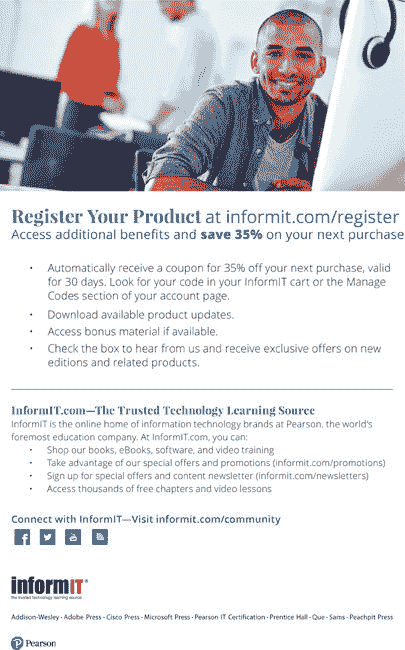 Register Your Product at informit.com/register
Access additional benefits and save 35% on your next purchase
• Automatically receive a coupon for 35% off your next purchase, valid
for 30 days. Look for your code in your InformIT cart or the Manage
Codes section of your account page.
• Download available product updates.
• Access bonus material if available.
• Check the box to hear from us and receive exclusive offers on new
editions and related products.
InformIT.com—The Trusted Technology Learning Source
InformIT is the online home of information technology brands at Pearson, the world's
foremost education company. At InformIT.com, you can:
• Shop our books, eBooks, software, and video training
• Take advantage of our special offers and promotions (informit.com/promotions)
• Sign up for special offers and content newsletter (informit.com/newsletters)
• Access thousands of free chapters and video lessons
Connect with InformIT—Visit informit.com/community
informIT®
the trusted technology learning source
Addison-Wesley · Adobe Press · Cisco Press · Microsoft Press · Pearson IT Certification · Prentice Hall · Que · Sams · Peachpit Press
Pearson